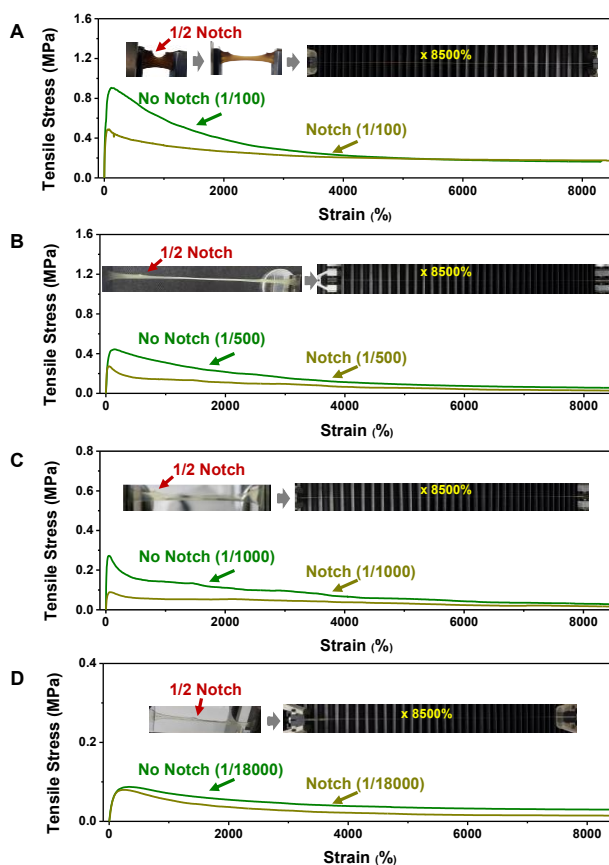 A
1/2 Notch
x 8500%
No Notch (1/100)
Notch (1/100)
Tensile Stress (MPa)
1.6
1.2
0.8
0.4
0.0
0 2000 4000 6000 8000
Strain (%)
B
1/2 Notch
x 8500%
No Notch (1/500)
Notch (1/500)
Tensile Stress (MPa)
1.6
1.2
0.8
0.4
0.0
0 2000 4000 6000 8000
Strain (%)
C
1/2 Notch
x 8500%
No Notch (1/1000)
Notch (1/1000)
Tensile Stress (MPa)
0.8
0.6
0.4
0.2
0.0
0 2000 4000 6000 8000
Strain (%)
D
1/2 Notch
x 8500%
No Notch (1/18000)
Notch (1/18000)
Tensile Stress (MPa)
0.4
0.2
0.0
0 2000 4000 6000 8000
Strain (%)